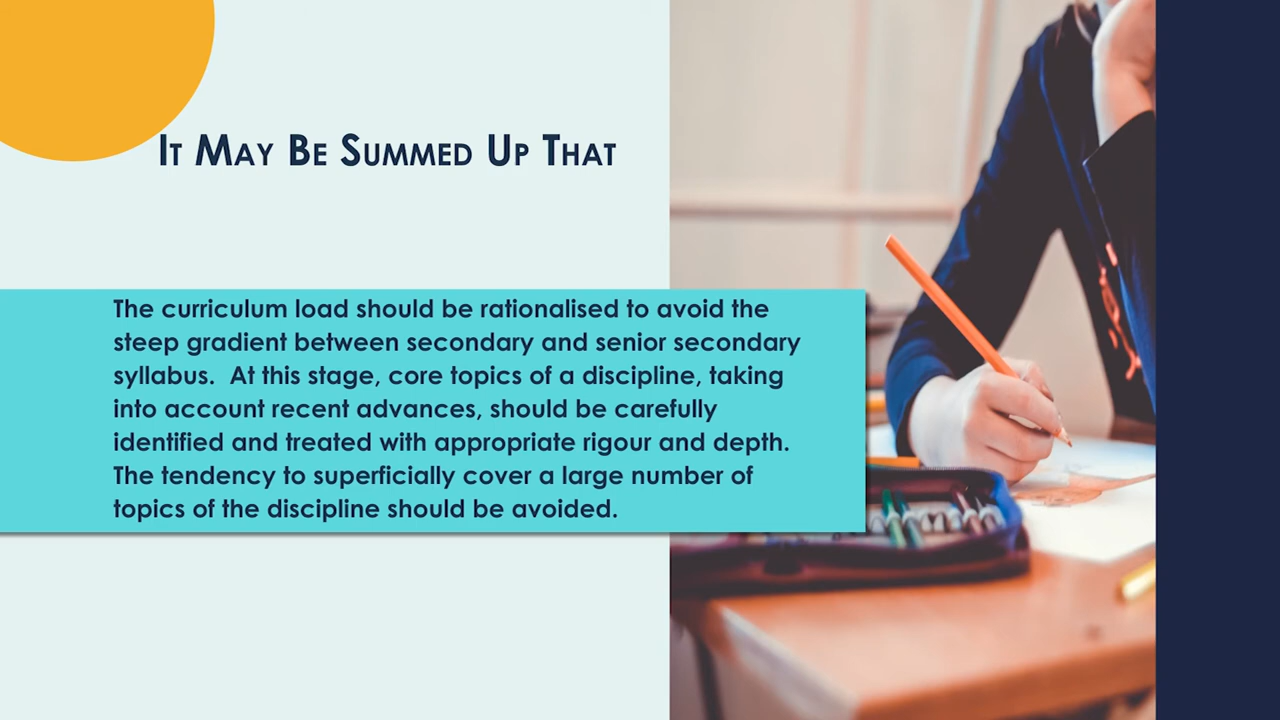 It May Be Summed Up That
The curriculum load should be rationalised to avoid the
steep gradient between secondary and senior secondary
syllabus.  At this stage, core topics of a discipline, taking
into account recent advances, should be carefully
identified and treated with appropriate rigour and depth.
The tendency to superficially cover a large number of
topics of the discipline should be avoided.